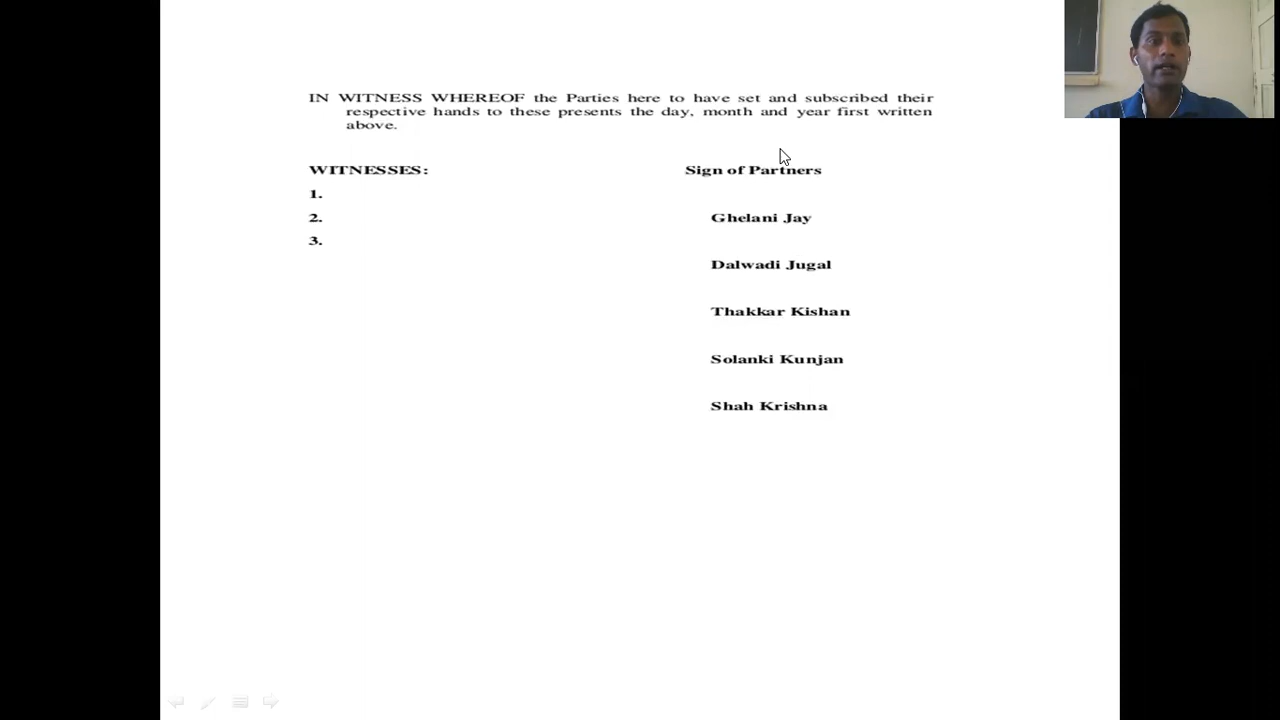 IN WITNESS WHEREOF the Parties here to have set and subscribed their
respective hands to these presents the day, month and year first written
above.
WITNESSES:
Sign of Partners
1.
2.
Ghelani Jay
3.
Dalwadi Jugal
Thakkar Kishan
Solanki Kunjan
Shah Krishna